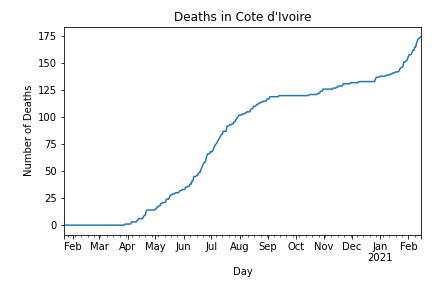 Deaths in Cote d'Ivoire
Number of Deaths
175
150
125
100
75
50
25
0
Feb Mar Apr May Jun Jul Aug Sep Oct Nov Dec Jan Feb
2021
Day